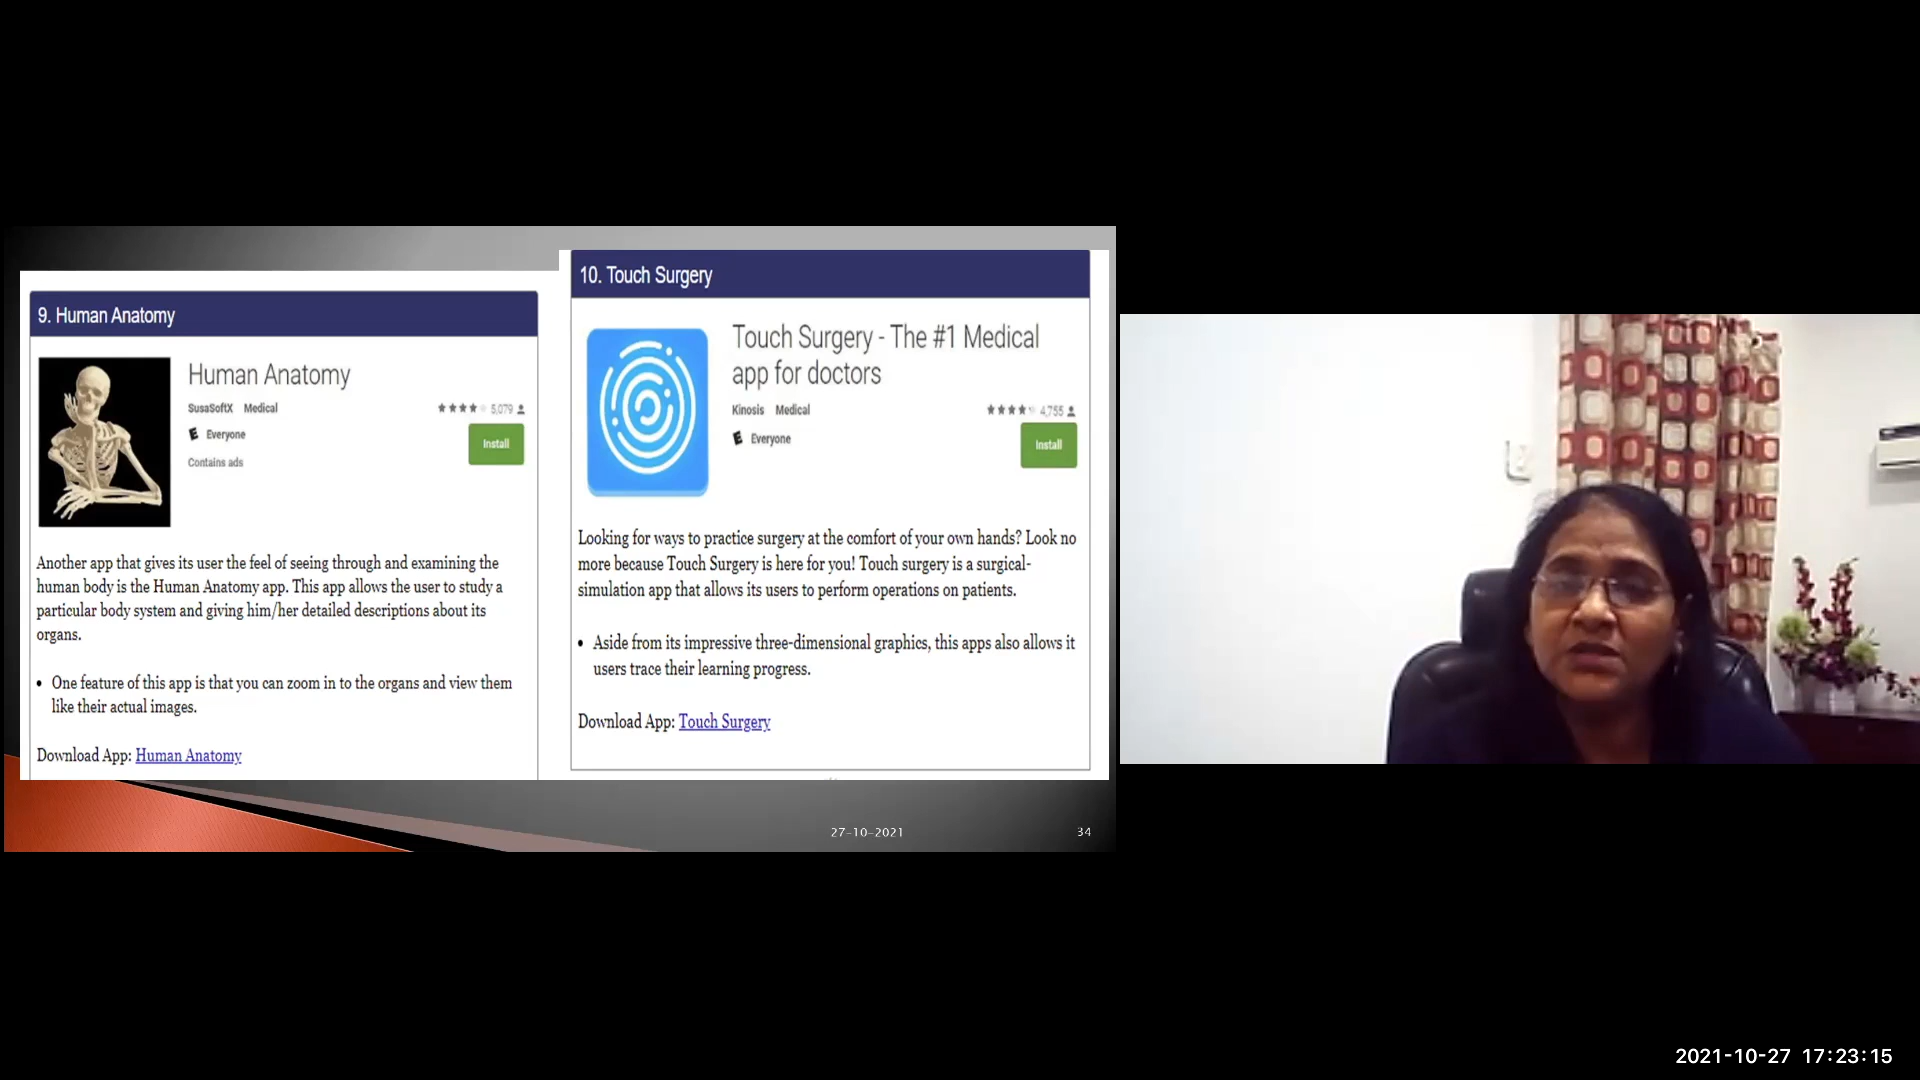 9. Human Anatomy
Human Anatomy
SusaSoftX Medical
5,079
Everyone
Install
Contains ads
Another app that gives its user the feel of seeing through and examining the
human body is the Human Anatomy app. This app allows the user to study a
particular body system and giving him/her detailed descriptions about its
organs.
• One feature of this app is that you can zoom in to the organs and view them
like their actual images.
Download App: Human Anatomy
10. Touch Surgery
Touch Surgery - The #1 Medical
app for doctors
Kinosis Medical
4,755
Everyone
Install
Looking for ways to practice surgery at the comfort of your own hands? Look no
more because Touch Surgery is here for you! Touch surgery is a surgical-
simulation app that allows its users to perform operations on patients.
• Aside from its impressive three-dimensional graphics, this apps also allows it
users trace their learning progress.
Download App: Touch Surgery
27-10-2021
34
2021-10-27 17:23:15